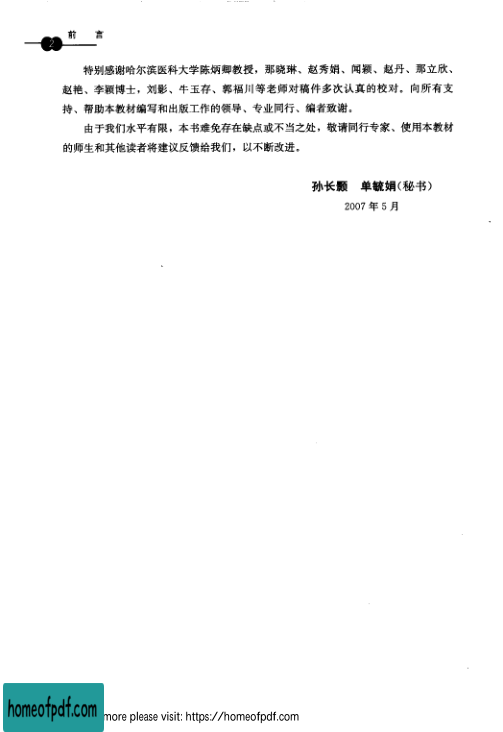 前 言
2
特别感谢哈尔滨医科大学陈炳卿教授，那晓琳、赵秀娟、闻颖、赵丹、那立欣、
赵艳、李颖博士，刘影、牛玉存、郭福川等老师对稿件多次认真的校对。向所有支
持、帮助本教材编写和出版工作的领导、专业同行、编者致谢。
由于我们水平有限，本书难免存在缺点或不当之处，敬请同行专家、使用本教材
的师生和其他读者将建议反馈给我们，以不断改进。
孙长颢 单毓娟（秘书）
2007 年 5 月
homeofpdf.com
more please visit: https://homeofpdf.com